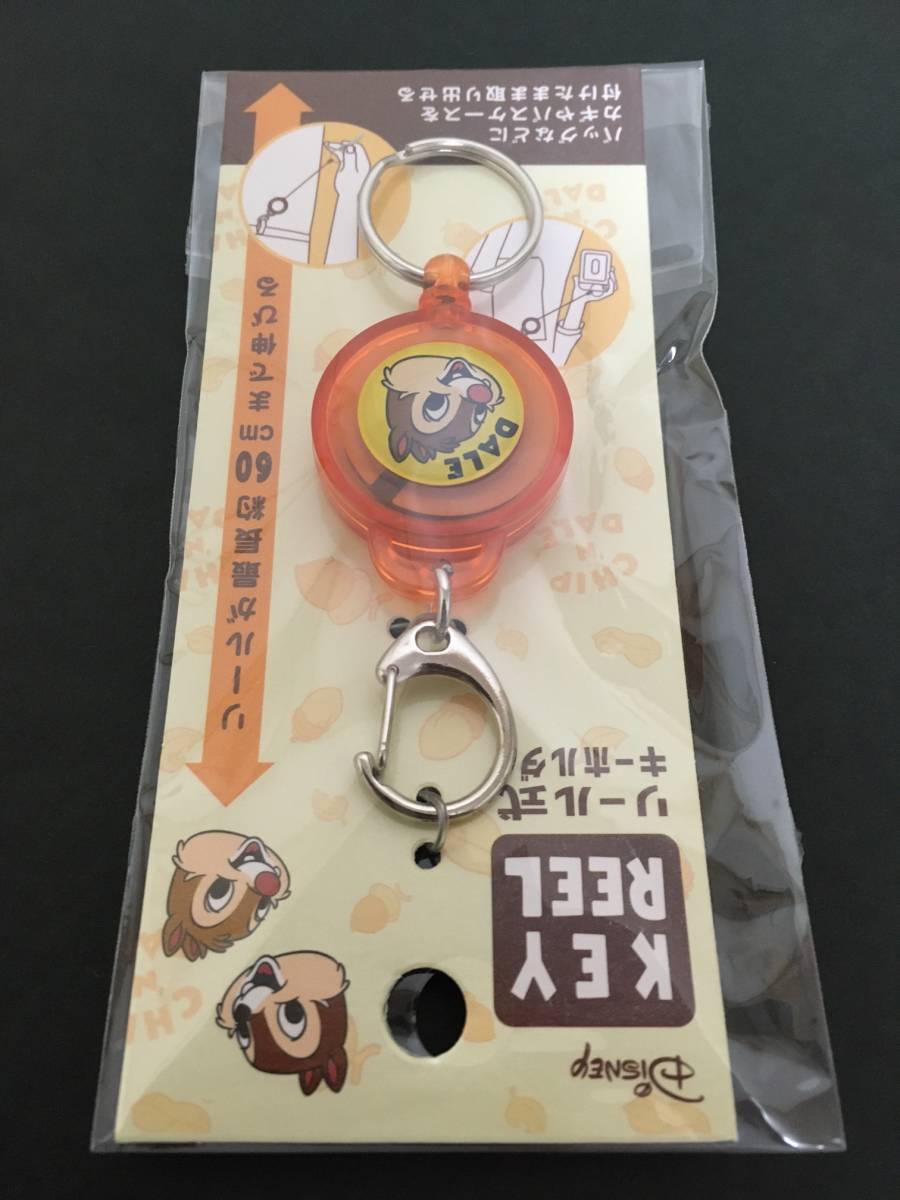 Disney
KEY
REEL
リール式
キーホルダ
リールが最長約60cmまで伸びる
DALE
CHIP
'N
DALE
CHIP
'N
DALE
バッグなどに
カギやパスケースを
付けたまま取り出せる